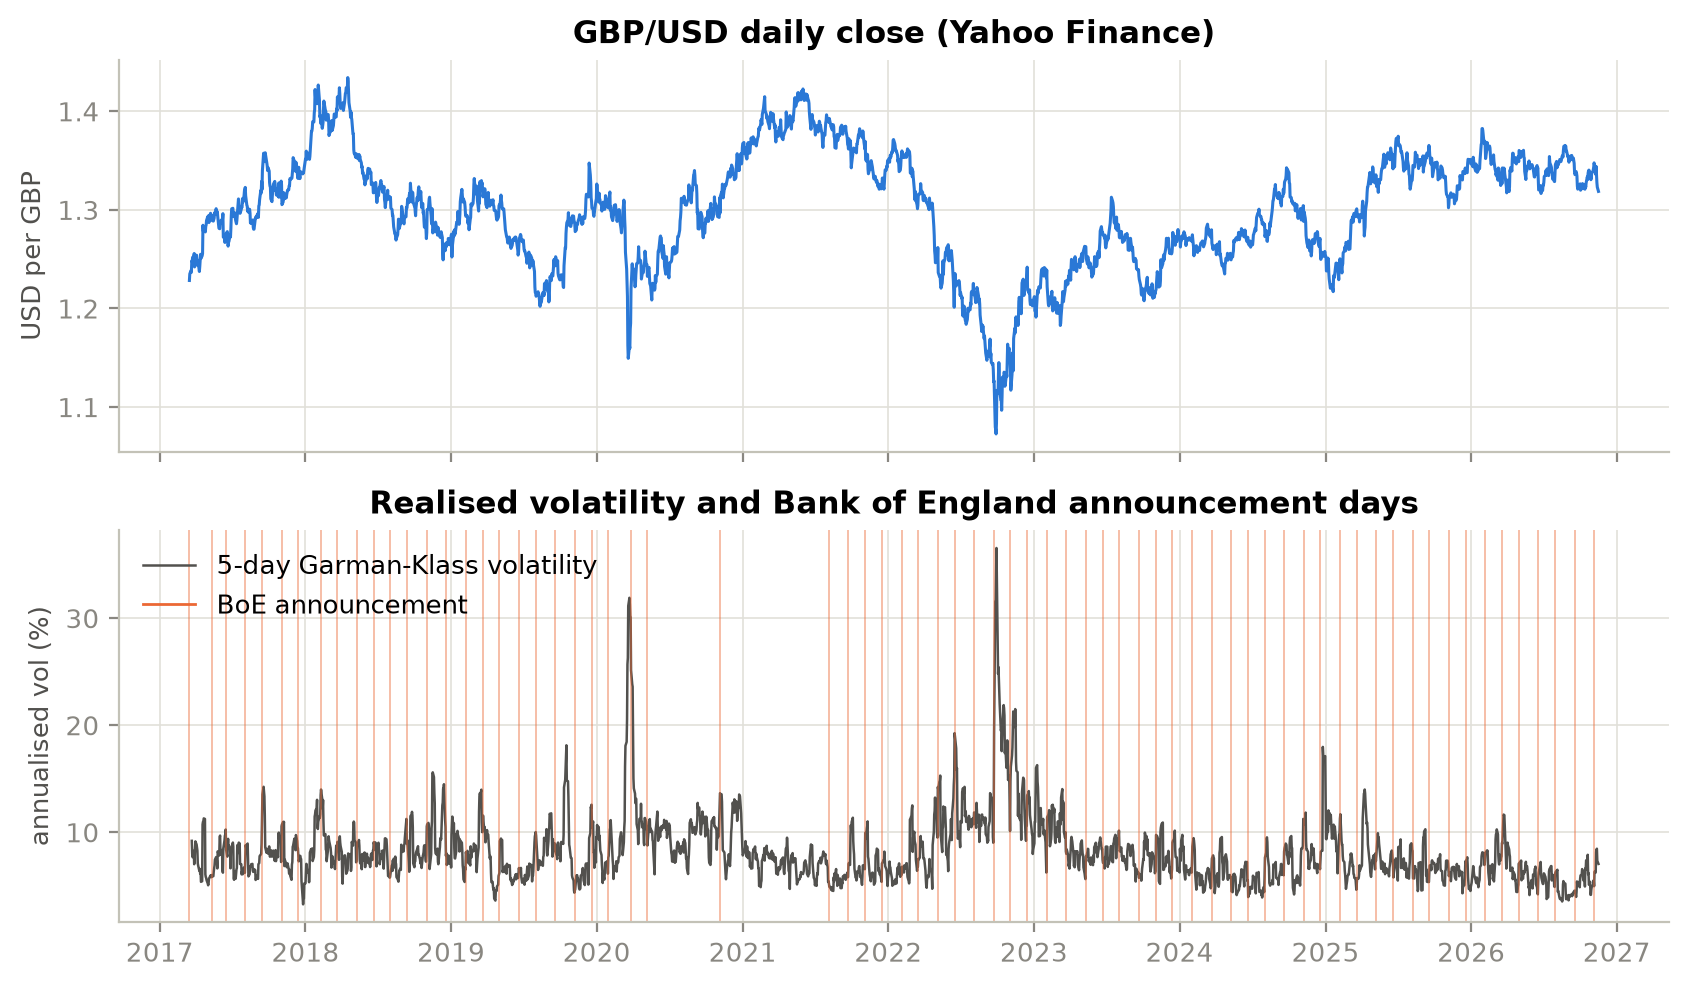 GBP/USD daily close (Yahoo Finance)
USD per GBP
1.4
1.3
1.2
1.1
Realised volatility and Bank of England announcement days
5-day Garman-Klass volatility
BoE announcement
annualised vol (%)
30
20
10
2017 2018 2019 2020 2021 2022 2023 2024 2025 2026 2027